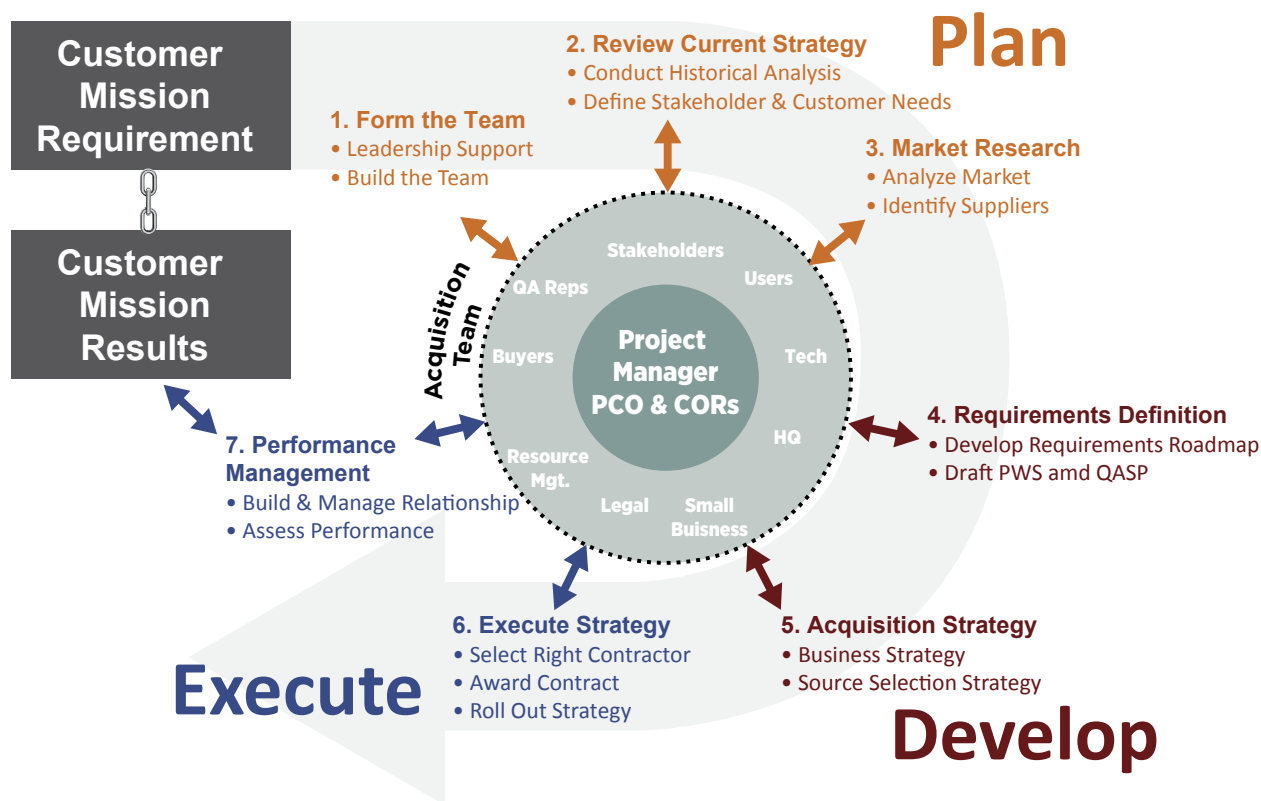 Customer
Mission
Requirement
Customer
Mission
Results
Plan
1. Form the Team
• Leadership Support
• Build the Team
2. Review Current Strategy
• Conduct Historical Analysis
• Define Stakeholder & Customer Needs
3. Market Research
• Analyze Market
• Identify Suppliers
Acquisition
Team
Stakeholders
QA Reps
Users
Buyers
Tech
Project
Manager
PCO & CORs
HQ
Resource
Mgt.
Legal
Small
Buisness
4. Requirements Definition
• Develop Requirements Roadmap
• Draft PWS amd QASP
5. Acquisition Strategy
• Business Strategy
• Source Selection Strategy
Develop
6. Execute Strategy
• Select Right Contractor
• Award Contract
• Roll Out Strategy
Execute
7. Performance
Management
• Build & Manage Relationship
• Assess Performance